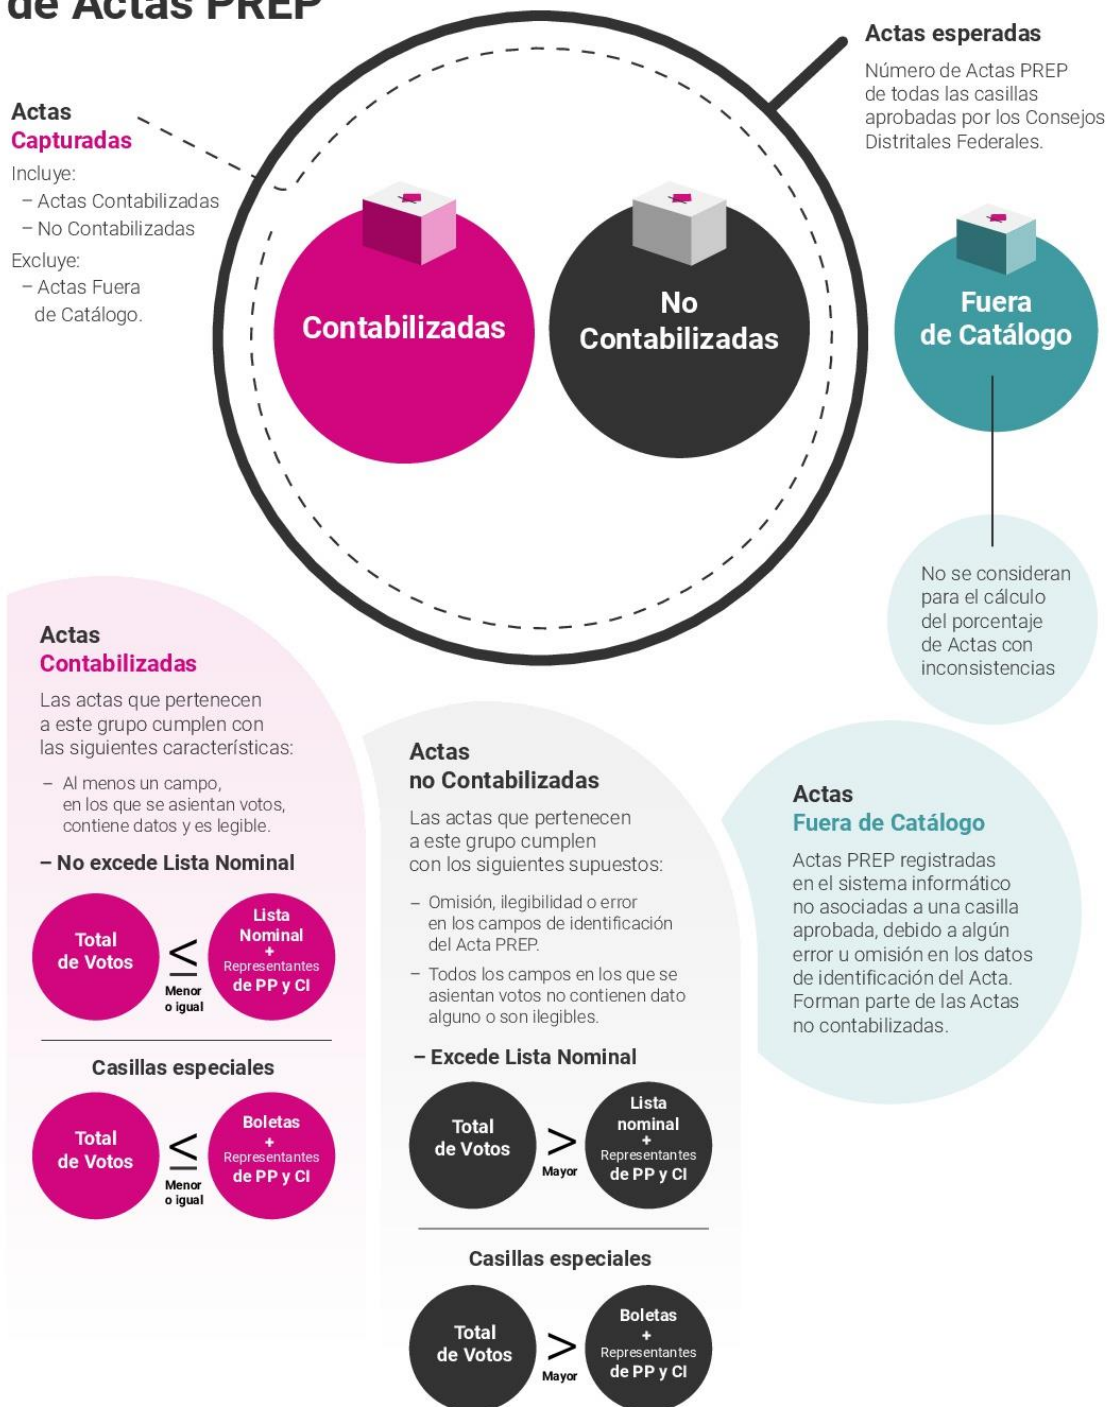 de Actas PREP
Actas esperadas
Número de Actas PREP
de todas las casillas
aprobadas por los Consejos
Distritales Federales.
Actas
Capturadas
Incluye:
– Actas Contabilizadas
– No Contabilizadas
Excluye:
– Actas Fuera
de Catálogo.
Contabilizadas
No
Contabilizadas
Fuera
de Catálogo
No se consideran
para el cálculo
del porcentaje
de Actas con
inconsistencias
Actas
Contabilizadas
Las actas que pertenecen
a este grupo cumplen con
las siguientes características:
– Al menos un campo,
en los que se asientan votos,
contiene datos y es legible.
– No excede Lista Nominal
Total
de Votos
≤
Menor
o igual
Lista
Nominal
+
Representantes
de PP y CI
Casillas especiales
Total
de Votos
≤
Menor
o igual
Boletas
+
Representantes
de PP y CI
Actas
no Contabilizadas
Las actas que pertenecen
a este grupo cumplen
con los siguientes supuestos:
– Omisión, ilegibilidad o error
en los campos de identificación
del Acta PREP.
– Todos los campos en los que se
asientan votos no contienen dato
alguno o son ilegibles.
– Excede Lista Nominal
Total
de Votos
>
Mayor
Lista
nominal
+
Representantes
de PP y CI
Casillas especiales
Total
de Votos
>
Mayor
Boletas
+
Representantes
de PP y CI
Actas
Fuera de Catálogo
Actas PREP registradas
en el sistema informático
no asociadas a una casilla
aprobada, debido a algún
error u omisión en los datos
de identificación del Acta.
Forman parte de las Actas
no contabilizadas.